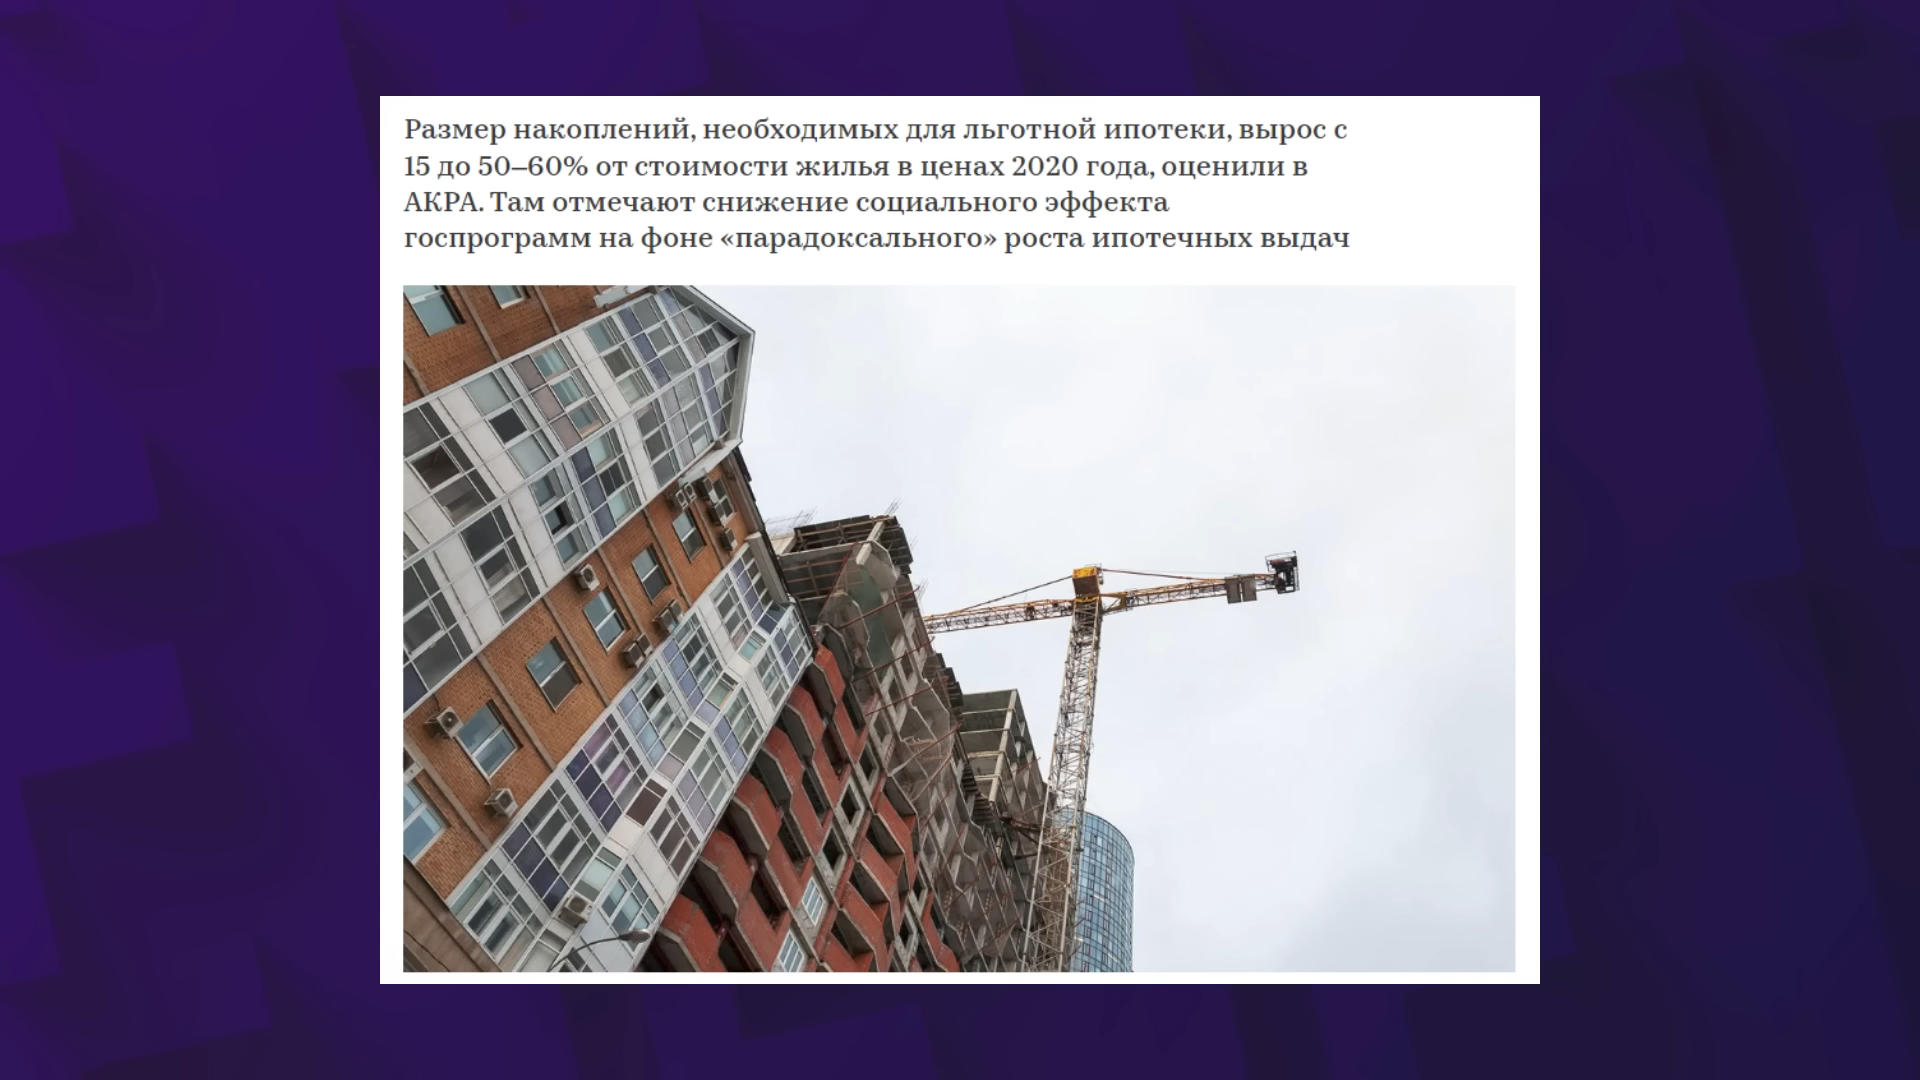 Размер накоплений, необходимых для льготной ипотеки, вырос с
15 до 50–60% от стоимости жилья в ценах 2020 года, оценили в
АКРА. Там отмечают снижение социального эффекта
госпрограмм на фоне «парадоксального» роста ипотечных выдач